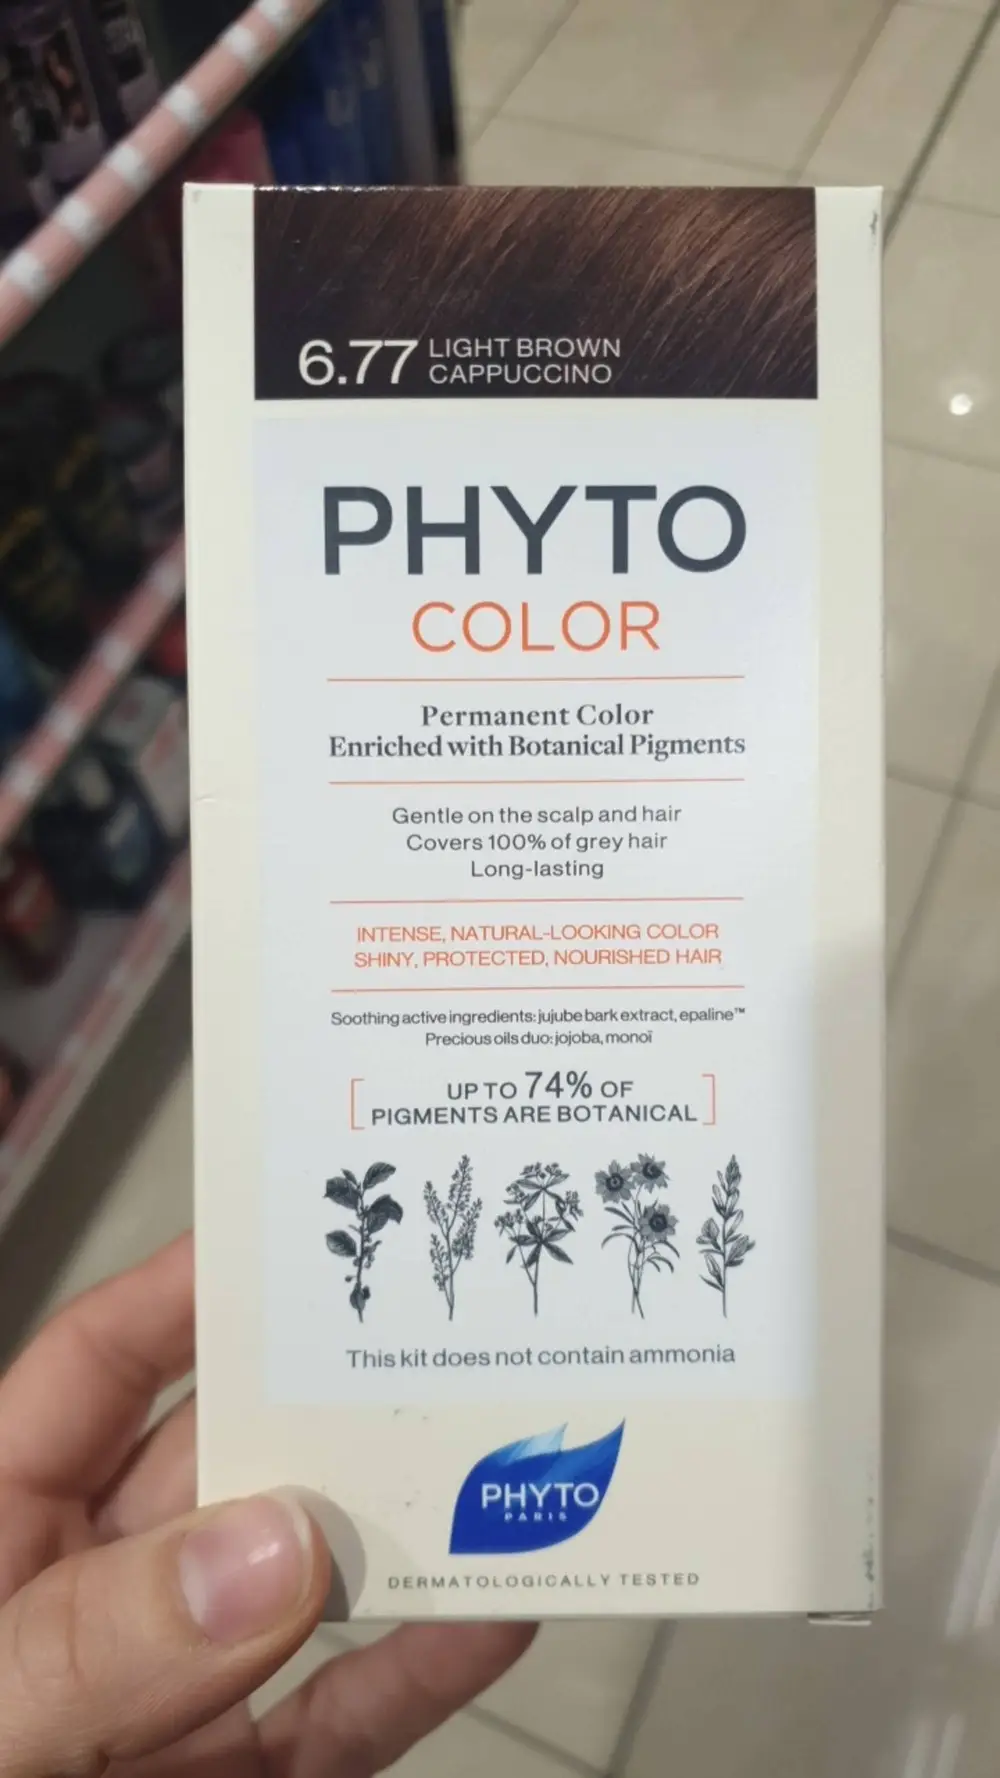 6.77 LIGHT BROWN
CAPPUCCINO
PHYTO
COLOR
Permanent Color
Enriched with Botanical Pigments
Gentle on the scalp and hair
Covers 100% of grey hair
Long-lasting
INTENSE, NATURAL-LOOKING COLOR
SHINY, PROTECTED, NOURISHED HAIR
Soothing active ingredients: jujube bark extract, epaline™
Precious oils duo: jojoba, monoï
UP TO 74% OF
PIGMENTS ARE BOTANICAL
This kit does not contain ammonia
PHYTO
PARIS
DERMATOLOGICALLY TESTED